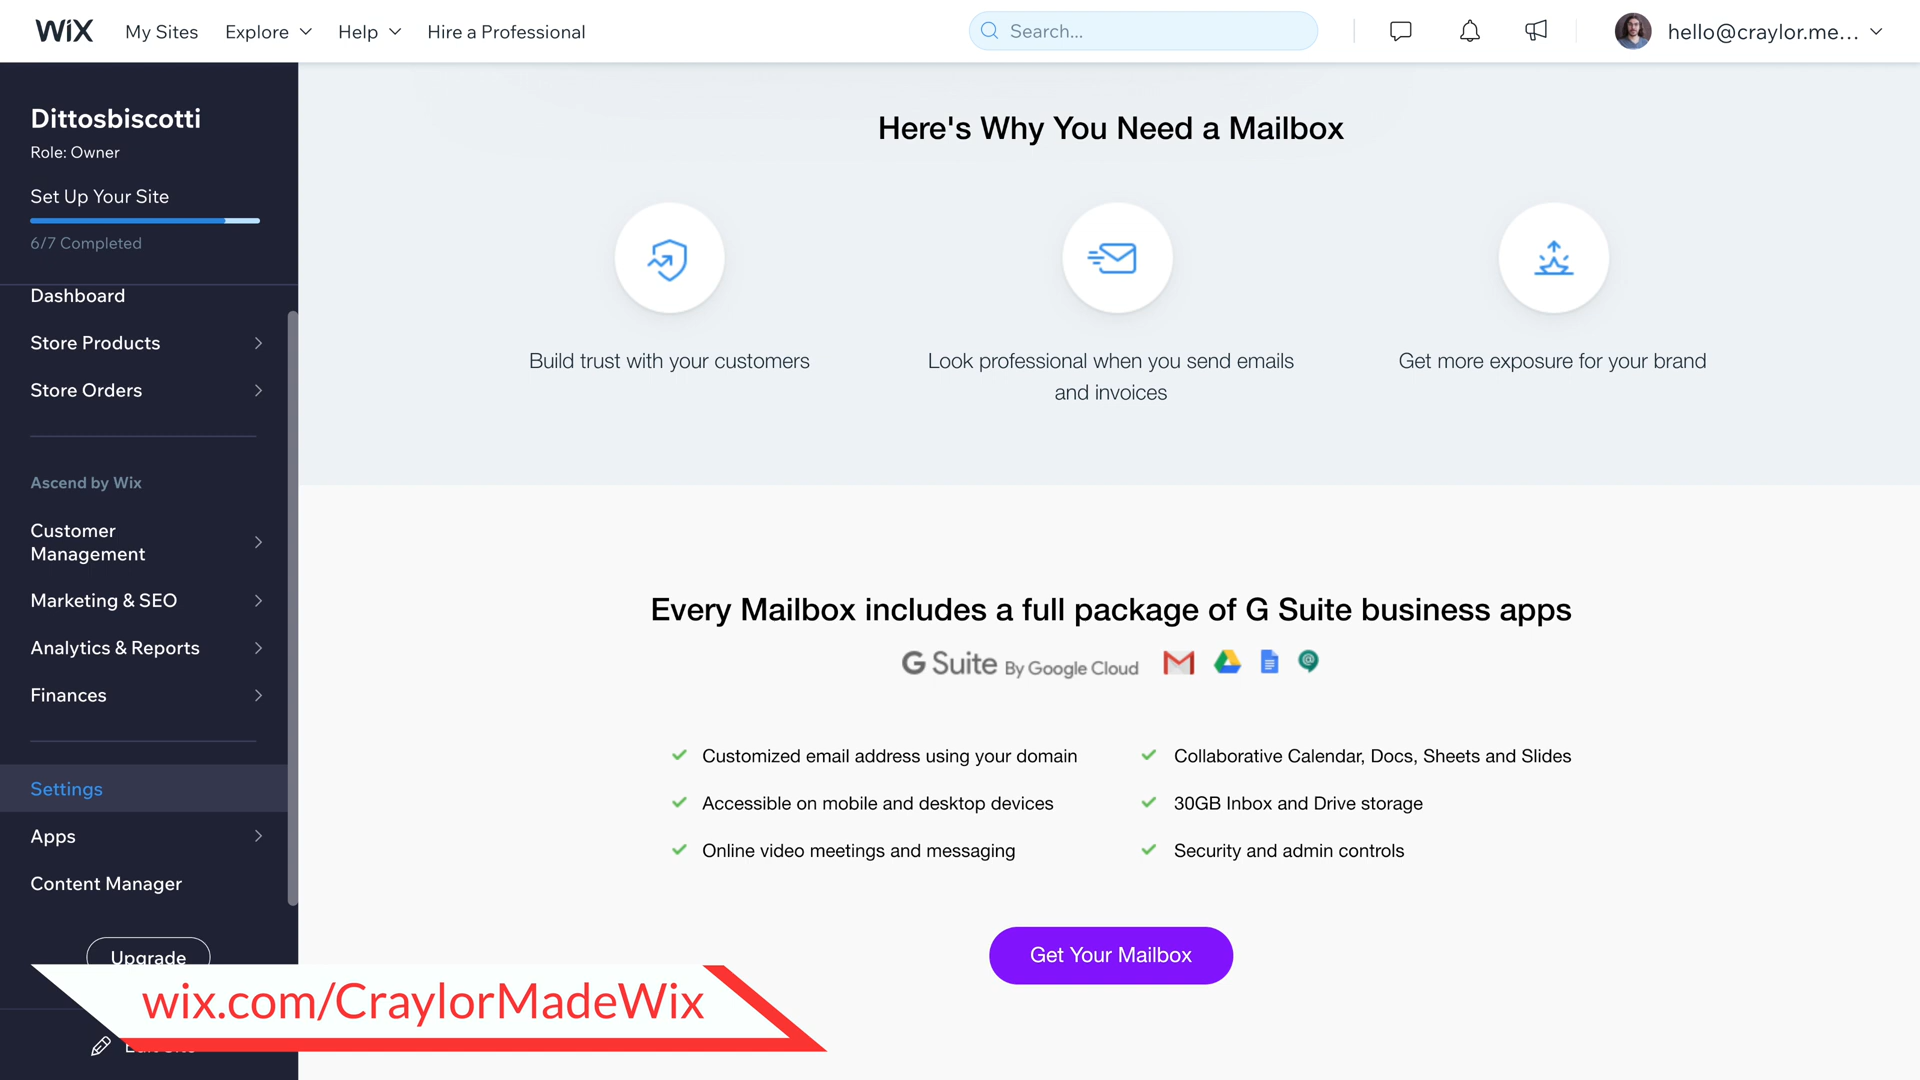 WiX My Sites Explore Help Hire a Professional Search... hello@craylor.me...
Dittosbiscotti
Role: Owner
Set Up Your Site
6/7 Completed
Dashboard
Store Products
Store Orders
Ascend by Wix
Customer
Management
Marketing & SEO
Analytics & Reports
Finances
Settings
Apps
Content Manager
Upgrade
wix.com/CraylorMadeWix
Here's Why You Need a Mailbox
Build trust with your customers
Look professional when you send emails
and invoices
Get more exposure for your brand
Every Mailbox includes a full package of G Suite business apps
G Suite By Google Cloud
Customized email address using your domain
Accessible on mobile and desktop devices
Online video meetings and messaging
Collaborative Calendar, Docs, Sheets and Slides
30GB Inbox and Drive storage
Security and admin controls
Get Your Mailbox